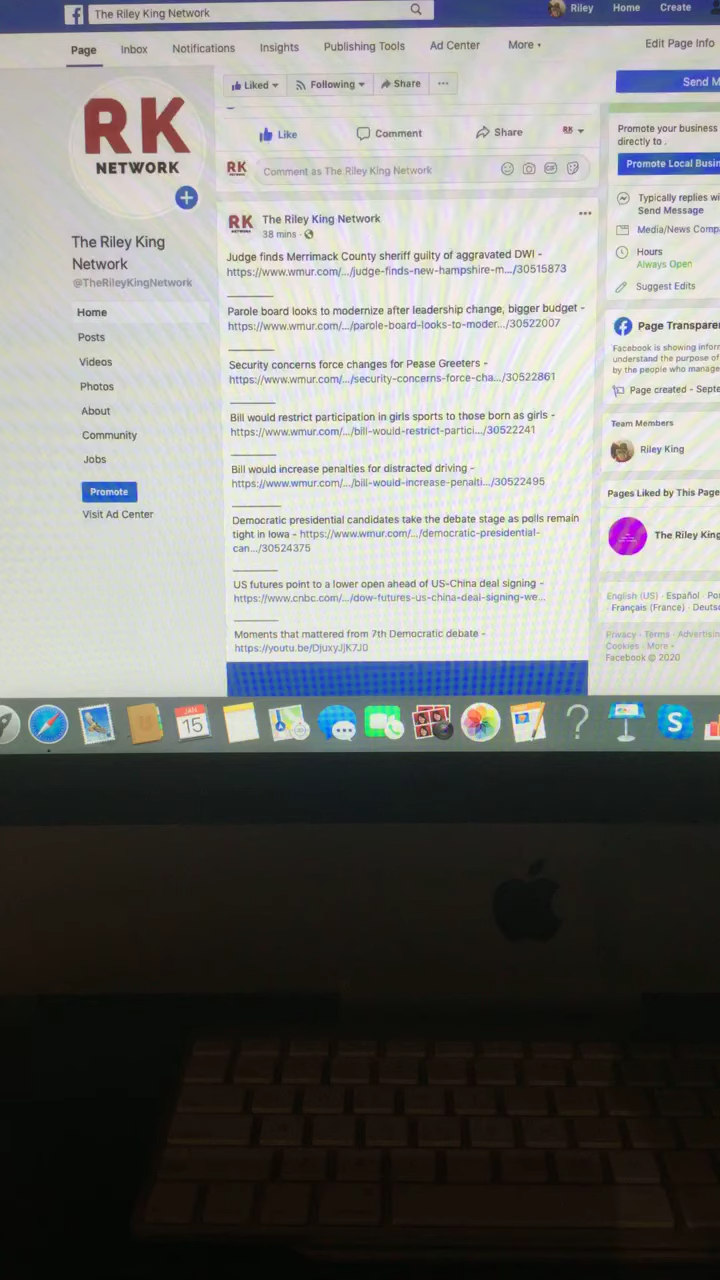 The Riley King Network
Riley Home Create
Page Inbox Notifications Insights Publishing Tools Ad Center More Edit Page Info
Liked Following Share ...
Send M
RK
NETWORK
The Riley King
Network
@TheRileyKingNetwork
Home
Posts
Videos
Photos
About
Community
Jobs
Promote
Visit Ad Center
Like Comment Share
RK Comment as The Riley King Network
GIF
RK
NETWORK
The Riley King Network
38 mins ·
Judge finds Merrimack County sheriff guilty of aggravated DWI -
https://www.wmur.com/.../judge-finds-new-hampshire-m.../30515873
Parole board looks to modernize after leadership change, bigger budget -
https://www.wmur.com/.../parole-board-looks-to-moder.../30522007
Security concerns force changes for Pease Greeters -
https://www.wmur.com/.../security-concerns-force-cha.../30522861
Bill would restrict participation in girls sports to those born as girls -
https://www.wmur.com/.../bill-would-restrict-partici.../30522241
Bill would increase penalties for distracted driving -
https://www.wmur.com/.../bill-would-increase-penalti.../30522495
Democratic presidential candidates take the debate stage as polls remain
tight in Iowa - https://www.wmur.com/.../democratic-presidential-
can.../30524375
US futures point to a lower open ahead of US-China deal signing -
https://www.cnbc.com/.../dow-futures-us-china-deal-signing-we...
Moments that mattered from 7th Democratic debate -
https://youtu.be/DjuxyJjK7J0
Promote your business
directly to .
Promote Local Busin
Typically replies wi
Send Message
Media/News Comp
Hours
Always Open
Suggest Edits
Page Transparen
Facebook is showing inform
understand the purpose of
by the people who manage
Page created - Septe
Team Members
Riley King
Pages Liked by This Page
The Riley King
English (US) · Español · Po
Français (France) · Deuts
Privacy · Terms · Advertisin
Cookies · More
Facebook © 2020
JAN
15
?
S